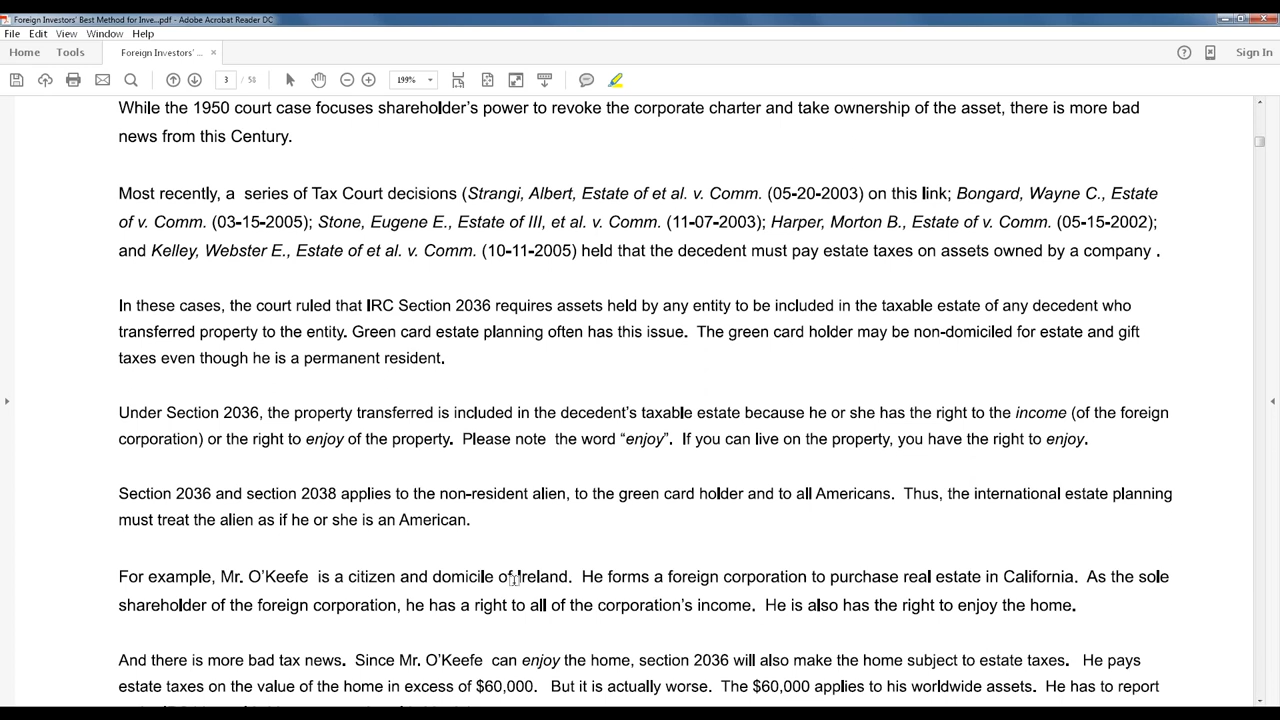 Foreign Investors' Best Method for Inve...pdf - Adobe Acrobat Reader DC
File Edit View Window Help
Home Tools Foreign Investors' ... × Sign In
3 / 58 199%
While the 1950 court case focuses shareholder's power to revoke the corporate charter and take ownership of the asset, there is more bad
news from this Century.
Most recently, a series of Tax Court decisions (Strangi, Albert, Estate of et al. v. Comm. (05-20-2003) on this link; Bongard, Wayne C., Estate
of v. Comm. (03-15-2005); Stone, Eugene E., Estate of III, et al. v. Comm. (11-07-2003); Harper, Morton B., Estate of v. Comm. (05-15-2002);
and Kelley, Webster E., Estate of et al. v. Comm. (10-11-2005) held that the decedent must pay estate taxes on assets owned by a company .
In these cases, the court ruled that IRC Section 2036 requires assets held by any entity to be included in the taxable estate of any decedent who
transferred property to the entity. Green card estate planning often has this issue. The green card holder may be non-domiciled for estate and gift
taxes even though he is a permanent resident.
Under Section 2036, the property transferred is included in the decedent's taxable estate because he or she has the right to the income (of the foreign
corporation) or the right to enjoy of the property. Please note the word “enjoy”. If you can live on the property, you have the right to enjoy.
Section 2036 and section 2038 applies to the non-resident alien, to the green card holder and to all Americans. Thus, the international estate planning
must treat the alien as if he or she is an American.
For example, Mr. O'Keefe is a citizen and domicile of Ireland. He forms a foreign corporation to purchase real estate in California. As the sole
shareholder of the foreign corporation, he has a right to all of the corporation's income. He is also has the right to enjoy the home.
And there is more bad tax news. Since Mr. O'Keefe can enjoy the home, section 2036 will also make the home subject to estate taxes. He pays
estate taxes on the value of the home in excess of $60,000. But it is actually worse. The $60,000 applies to his worldwide assets. He has to report